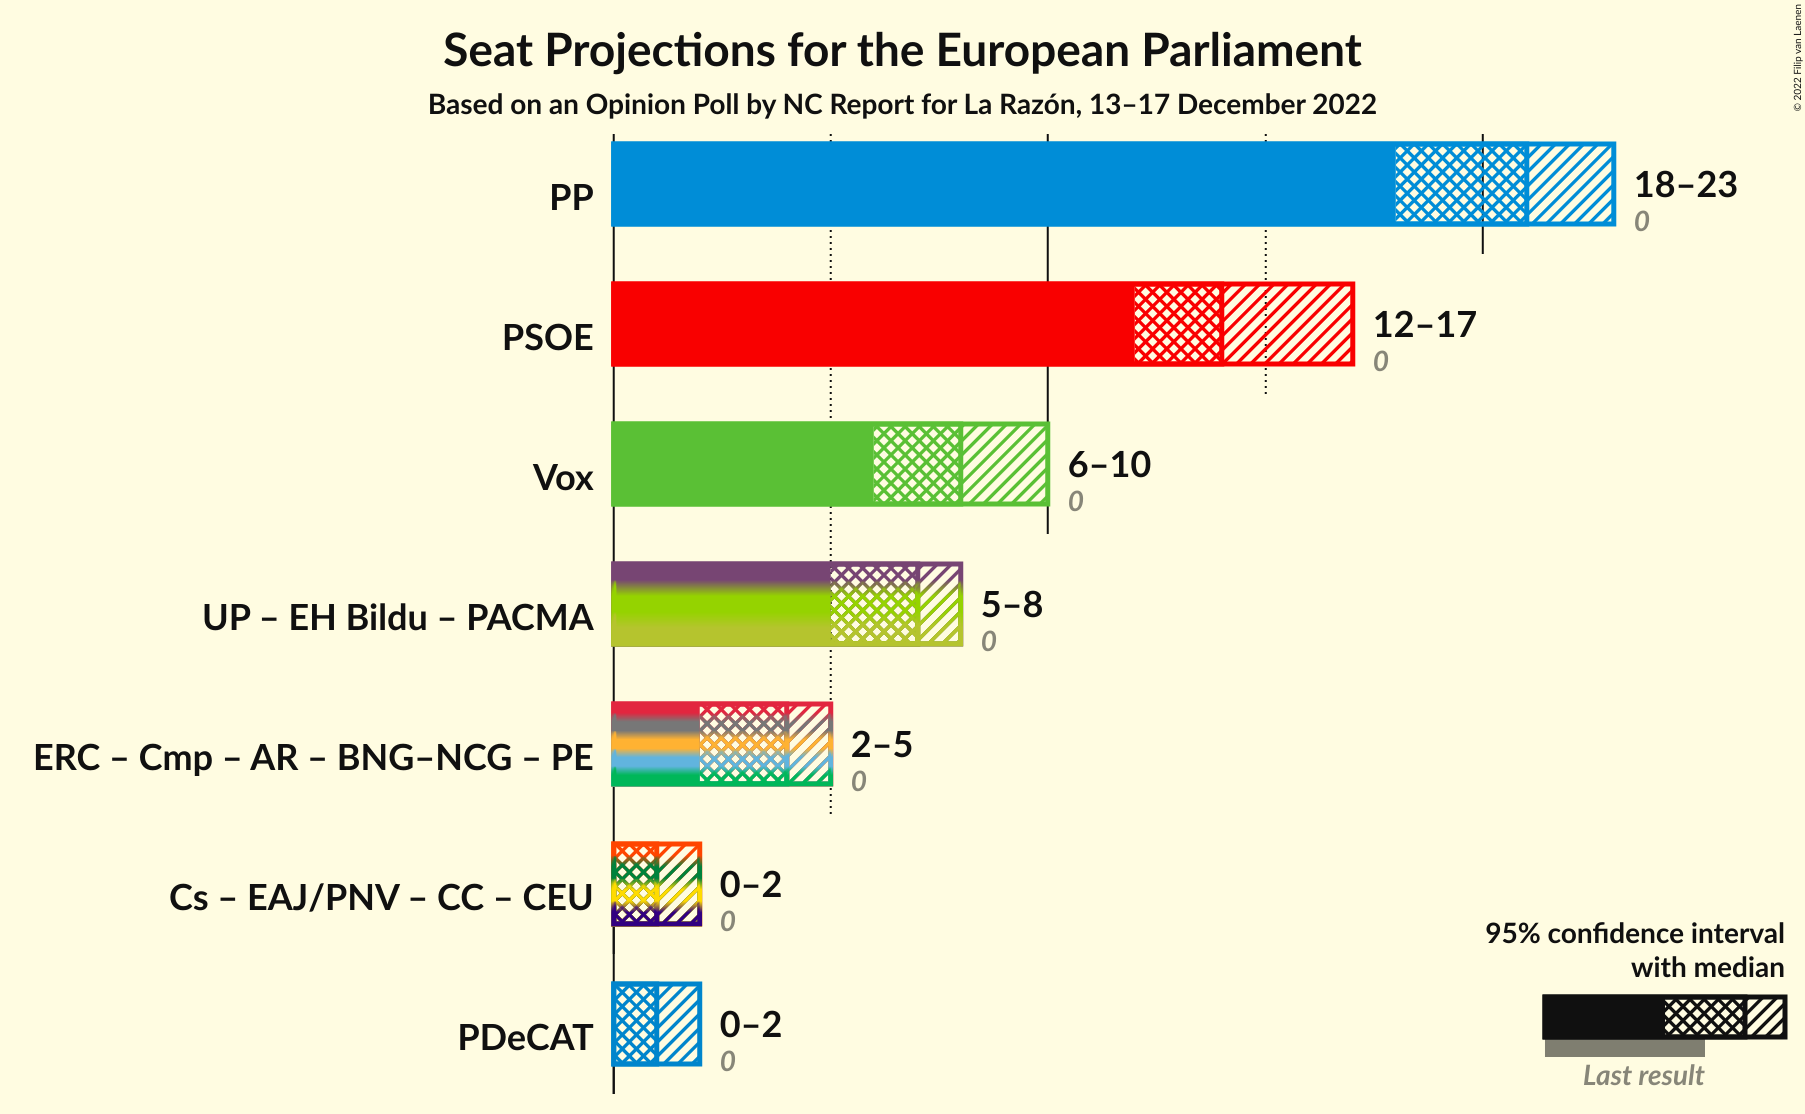 Seat Projections for the European Parliament
Based on an Opinion Poll by NC Report for La Razón, 13–17 December 2022
© 2022 Filip van Laenen
PP
18–23
0
PSOE
12–17
0
Vox
6–10
0
UP – EH Bildu – PACMA
5–8
0
ERC – Cmp – AR – BNG–NCG – PE
2–5
0
Cs – EAJ/PNV – CC – CEU
0–2
0
PDeCAT
0–2
0
95% confidence interval
with median
Last result